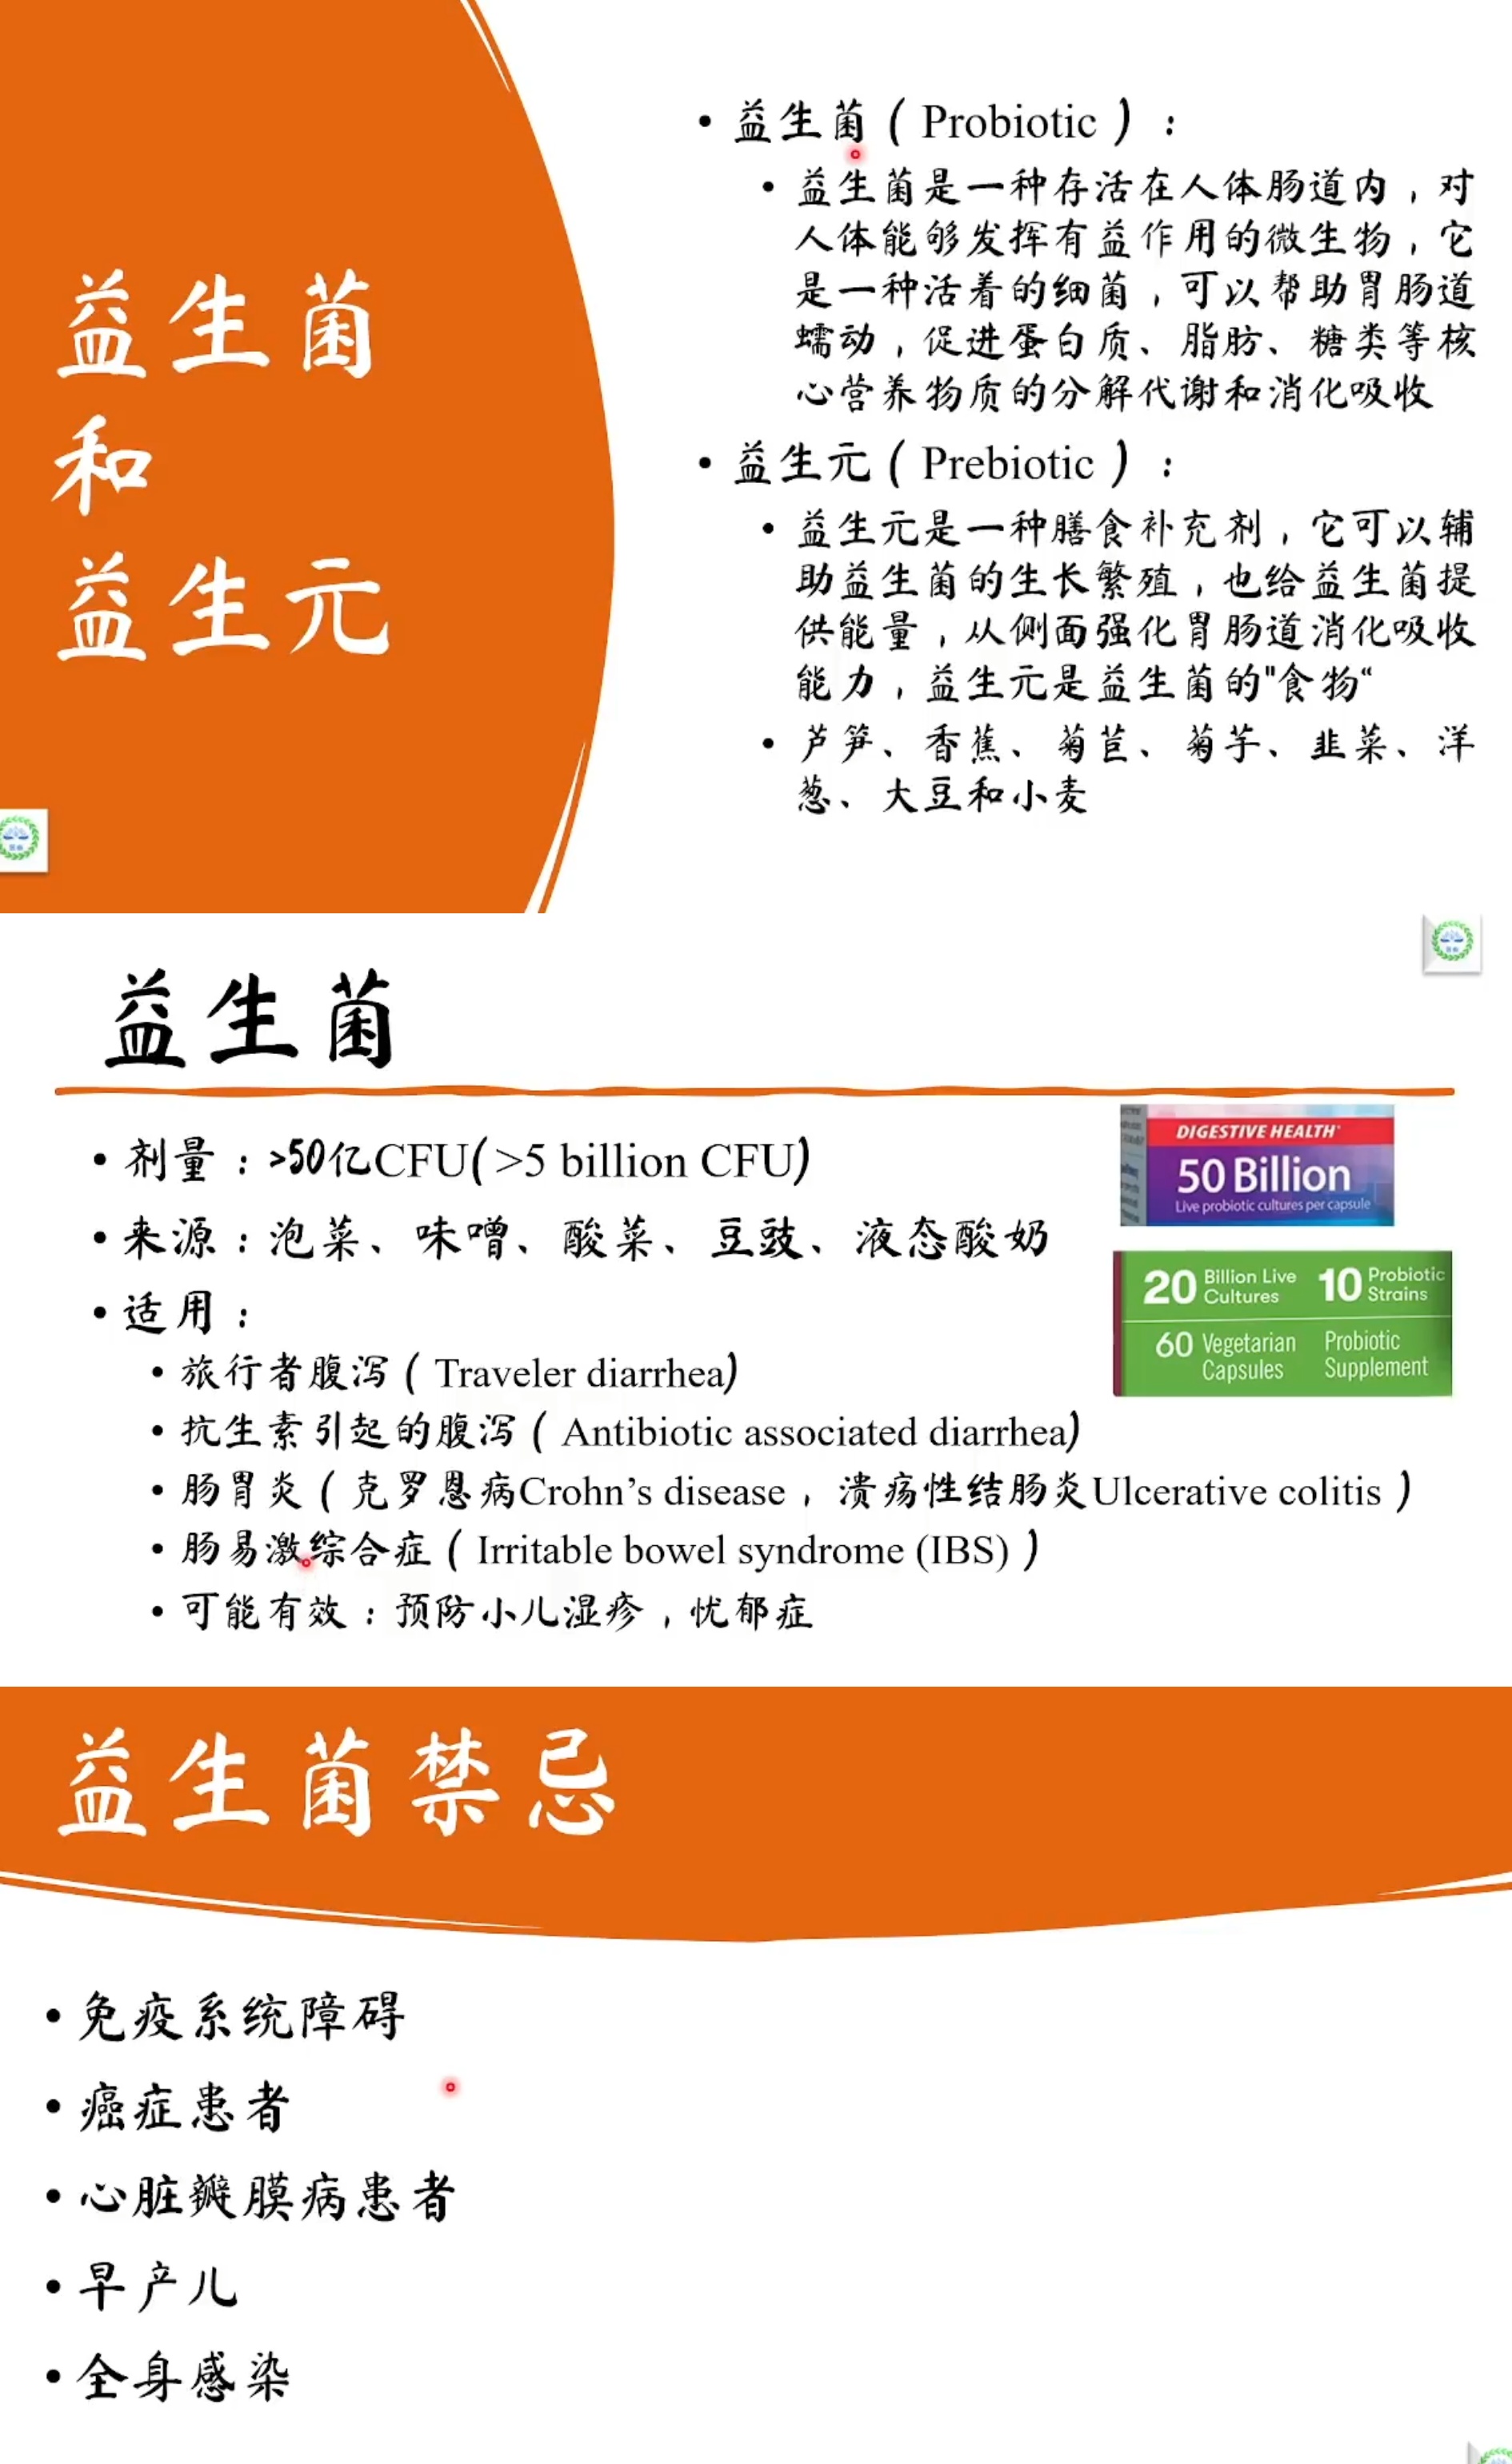 益生菌
和
益生元
• 益生菌（Probiotic）：
• 益生菌是一种存活在人体肠道内，对
人体能够发挥有益作用的微生物，它
是一种活着的细菌，可以帮助胃肠道
蠕动，促进蛋白质、脂肪、糖类等核
心营养物质的分解代谢和消化吸收
• 益生元（Prebiotic）：
• 益生元是一种膳食补充剂，它可以辅
助益生菌的生长繁殖，也给益生菌提
供能量，从侧面强化胃肠道消化吸收
能力，益生元是益生菌的"食物“
• 芦笋、香蕉、菊苣、菊芋、韭菜、洋
葱、大豆和小麦
益生菌
• 剂量：>50亿CFU(>5 billion CFU)
• 来源：泡菜、味噌、酸菜、豆豉、液态酸奶
• 适用：
• 旅行者腹泻（Traveler diarrhea)
• 抗生素引起的腹泻（Antibiotic associated diarrhea)
• 肠胃炎（克罗恩病Crohn’s disease，溃疡性结肠炎Ulcerative colitis）
• 肠易激综合症（Irritable bowel syndrome (IBS)）
• 可能有效：预防小儿湿疹，忧郁症
DIGESTIVE HEALTH*
50 Billion
Live probiotic cultures per capsule
20 Billion Live Cultures 10 Probiotic Strains
60 Vegetarian Capsules Probiotic Supplement
益生菌禁忌
• 免疫系统障碍
• 癌症患者
• 心脏瓣膜病患者
• 早产儿
• 全身感染